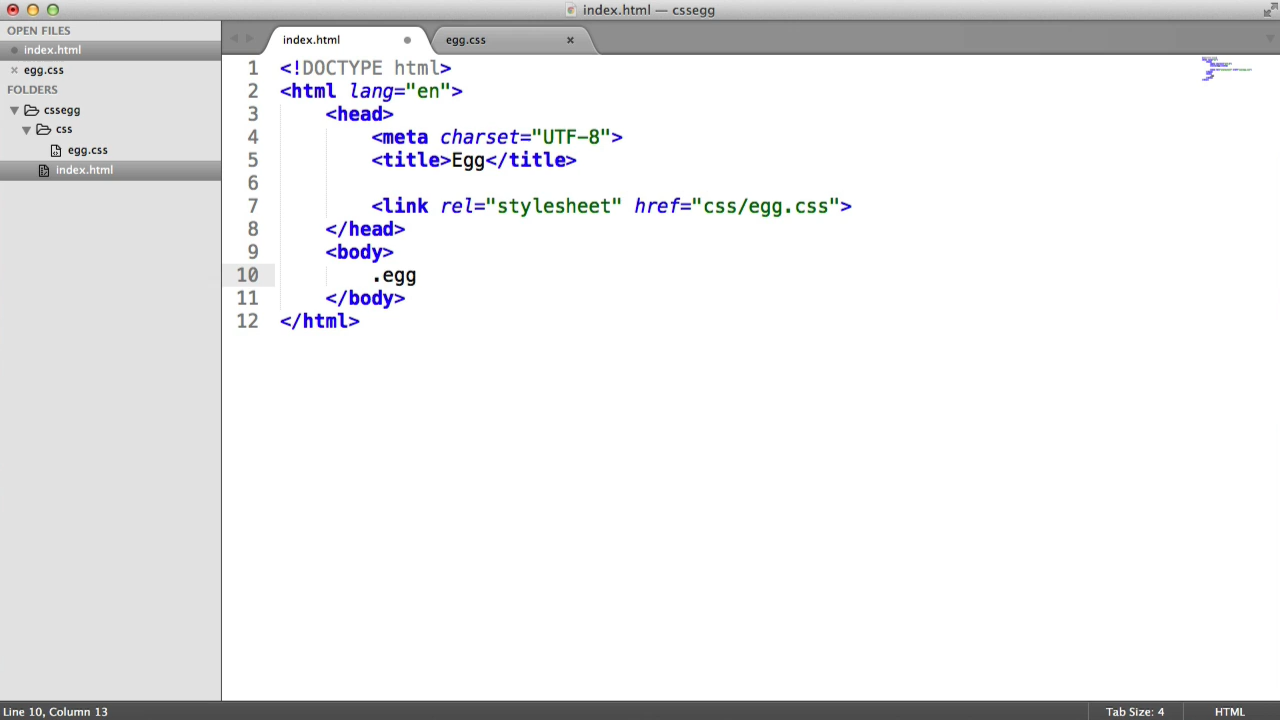 index.html — cssegg
OPEN FILES
index.html
egg.css
FOLDERS
cssegg
css
egg.css
index.html
index.html
egg.css
1 <!DOCTYPE html>
2 <html lang="en">
3 <head>
4 <meta charset="UTF-8">
5 <title>Egg</title>
6
7 <link rel="stylesheet" href="css/egg.css">
8 </head>
9 <body>
10 .egg
11 </body>
12 </html>
Line 10, Column 13
Tab Size: 4
HTML